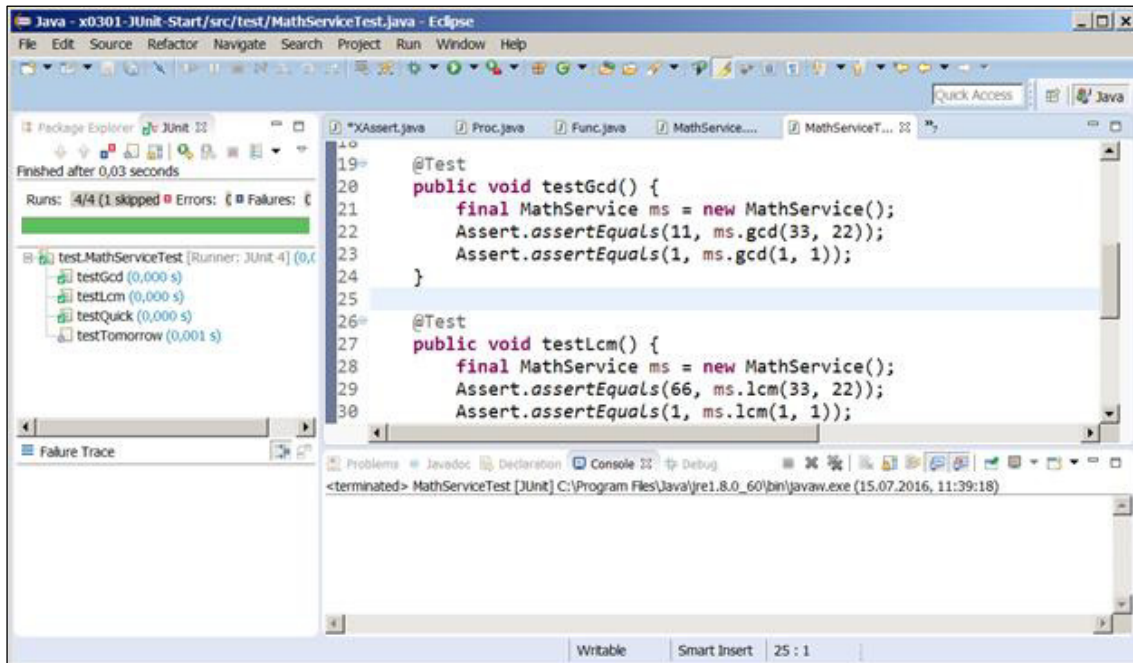 Java - x0301-JUnit-Start/src/test/MathServiceTest.java - Eclipse
File Edit Source Refactor Navigate Search Project Run Window Help
Quick Access Java
Package Explorer JUnit
Finished after 0,03 seconds
Runs: 4/4 (1 skipped Errors: Failures:
test.MathServiceTest [Runner: JUnit 4] (0,0
testGcd (0,000 s)
testLcm (0,000 s)
testQuick (0,000 s)
testTomorrow (0,001 s)
Failure Trace
*XAssert.java Proc.java Func.java MathService.... MathServiceT...
18
19 @Test
20 public void testGcd() {
21 final MathService ms = new MathService();
22 Assert.assertEquals(11, ms.gcd(33, 22));
23 Assert.assertEquals(1, ms.gcd(1, 1));
24 }
25
26 @Test
27 public void testLcm() {
28 final MathService ms = new MathService();
29 Assert.assertEquals(66, ms.lcm(33, 22));
30 Assert.assertEquals(1, ms.lcm(1, 1));
Problems Javadoc Declaration Console Debug
<terminated> MathServiceTest [JUnit] C:\Program Files\Java\jre1.8.0_60\bin\javaw.exe (15.07.2016, 11:39:18)
Writable Smart Insert 25 : 1